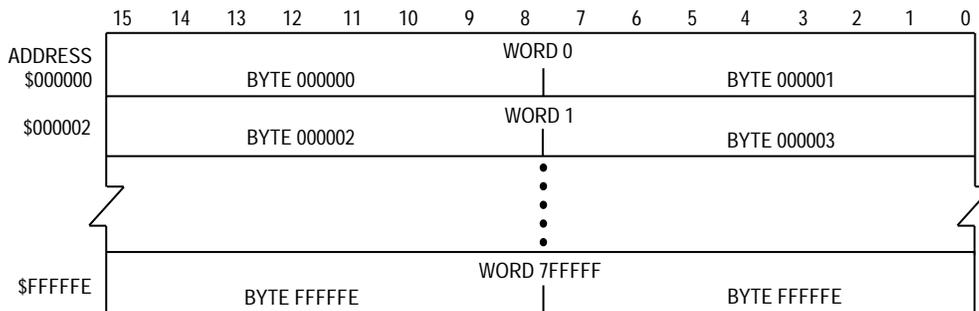 15 14 13 12 11 10 9 8 7 6 5 4 3 2 1 0
ADDRESS
WORD 0
$000000 BYTE 000000 BYTE 000001
$000002 WORD 1
BYTE 000002 BYTE 000003
WORD 7FFFFF
$FFFFFE BYTE FFFFFE BYTE FFFFFE